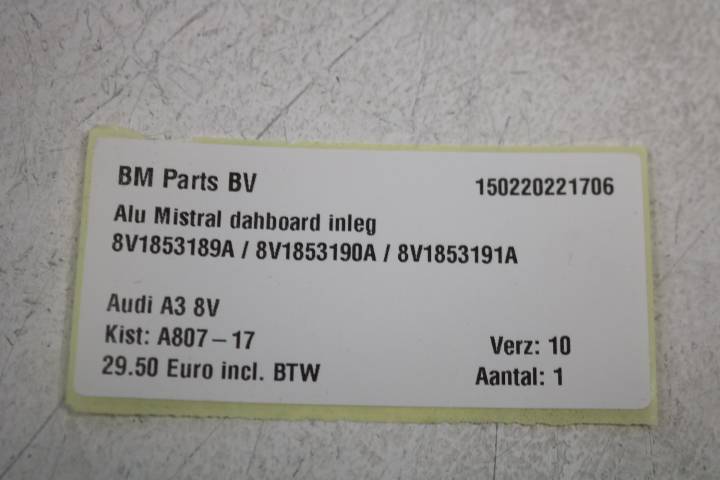 BM Parts BV 150220221706
Alu Mistral dahboard inleg
8V1853189A / 8V1853190A / 8V1853191A
Audi A3 8V
Kist: A807-17 Verz: 10
29.50 Euro incl. BTW Aantal: 1